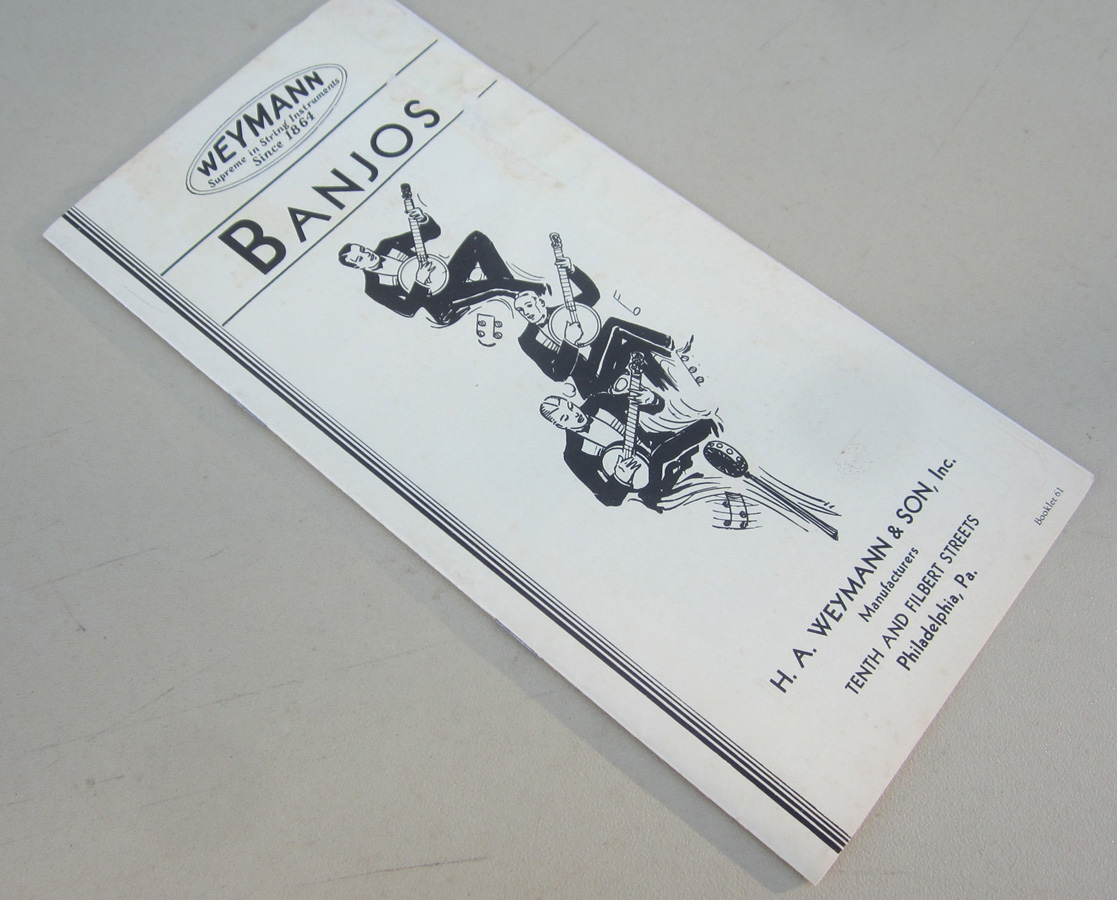 WEYMANN
Supreme in String Instruments
Since 1864
BANJOS
H. A. WEYMANN & SON, Inc.
Manufacturers
TENTH AND FILBERT STREETS
Philadelphia, Pa.
Booklet 61